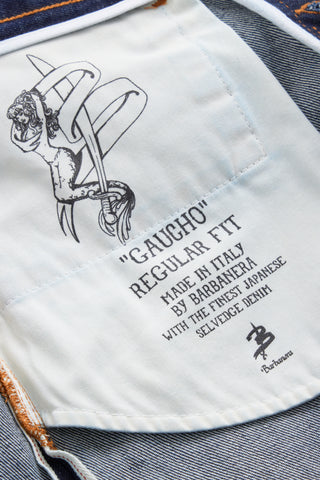 "GAUCHO"
REGULAR FIT
MADE IN ITALY
BY BARBANERA
WITH THE FINEST JAPANESE
SELVEDGE DENIM
B
Barbanera